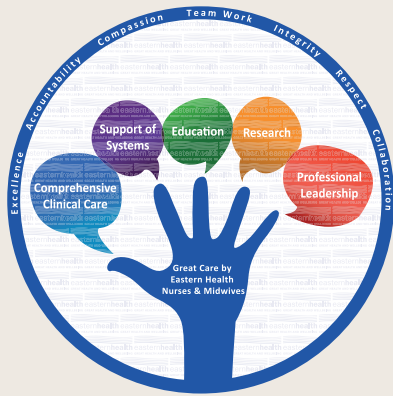 Excellence Accountability Compassion Team Work Integrity Respect Collaboration
Support of
Systems
Education
Research
Comprehensive
Clinical Care
Professional
Leadership
Great Care by
Eastern Health
Nurses & Midwives